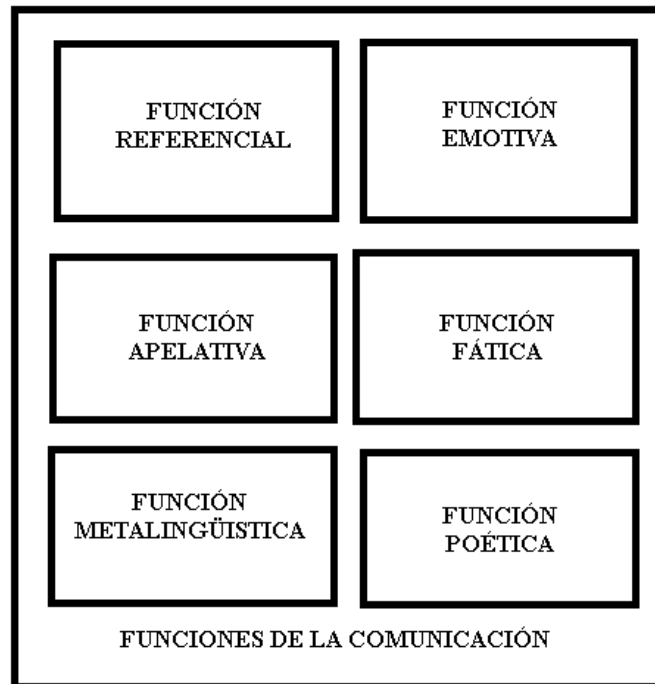 FUNCIÓN
REFERENCIAL
FUNCIÓN
EMOTIVA
FUNCIÓN
APELATIVA
FUNCIÓN
FÁTICA
FUNCIÓN
METALINGÜISTICA
FUNCIÓN
POÉTICA
FUNCIONES DE LA COMUNICACIÓN